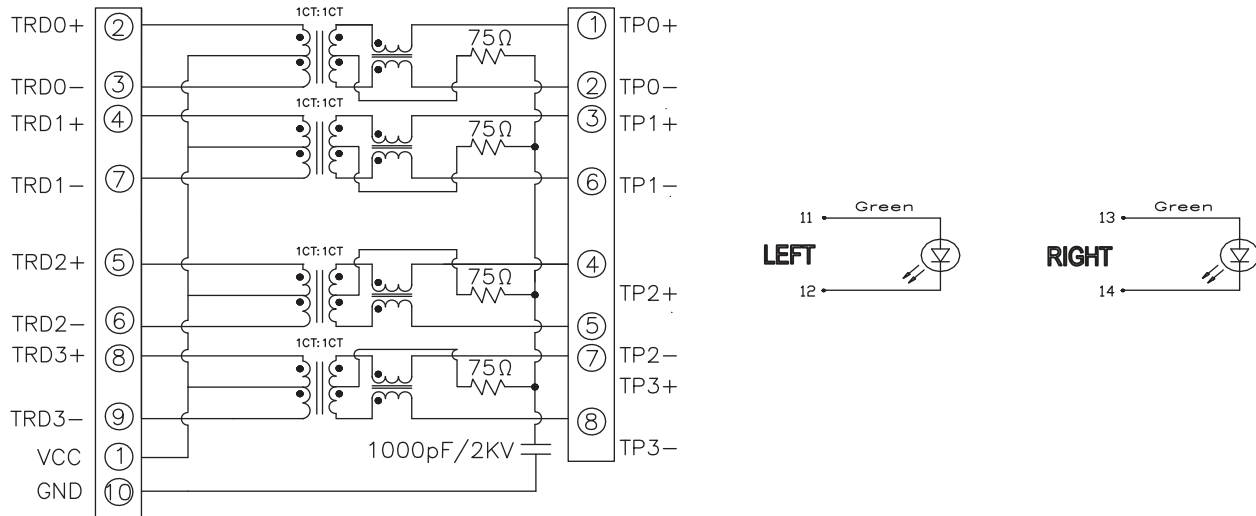 1CT:1CT
TRD0+ 2 75Ω 1 TP0+
TRD0- 3 2 TP0-
1CT:1CT
TRD1+ 4 75Ω 3 TP1+
TRD1- 7 6 TP1-
1CT:1CT
TRD2+ 5 75Ω 4
TP2+
TRD2- 6 5
1CT:1CT
TRD3+ 8 75Ω 7 TP2-
TP3+
TRD3- 9 8
VCC 1 1000pF/2KV TP3-
GND 10
11 Green
LEFT
12
13 Green
RIGHT
14